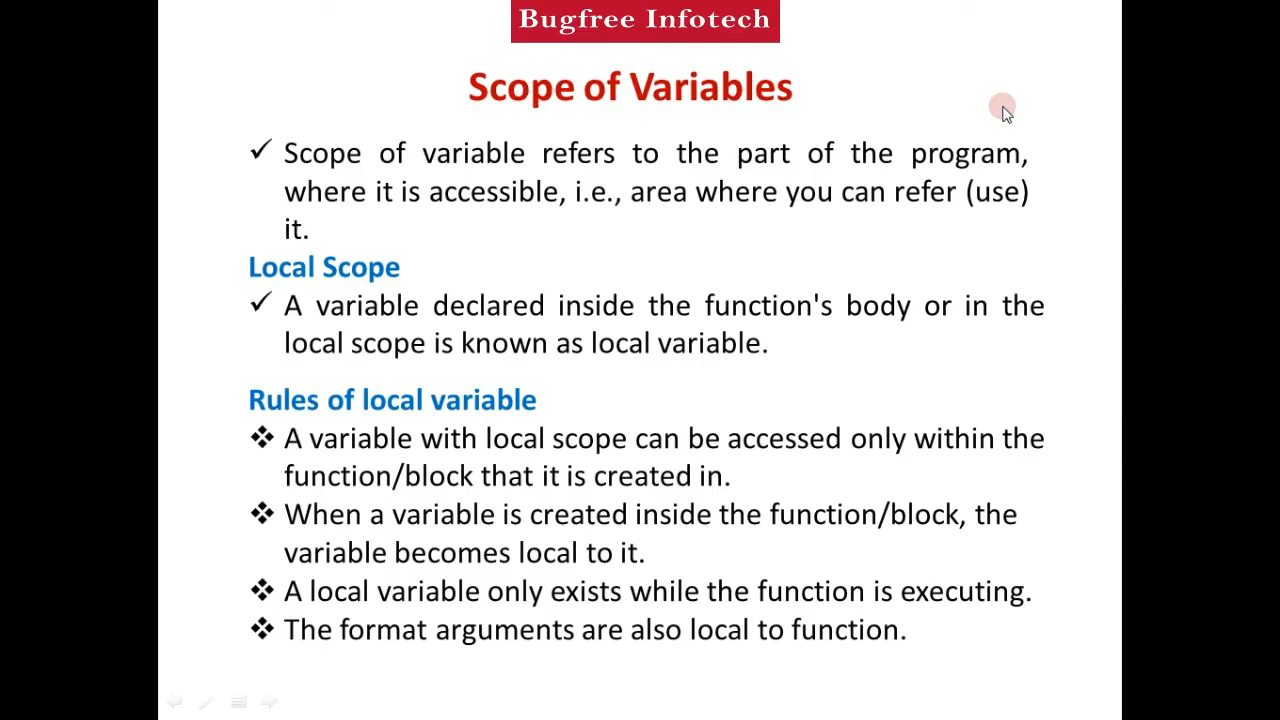 Bugfree Infotech
Scope of Variables
✓ Scope of variable refers to the part of the program,
where it is accessible, i.e., area where you can refer (use)
it.
Local Scope
✓ A variable declared inside the function's body or in the
local scope is known as local variable.
Rules of local variable
❖ A variable with local scope can be accessed only within the
function/block that it is created in.
❖ When a variable is created inside the function/block, the
variable becomes local to it.
❖ A local variable only exists while the function is executing.
❖ The format arguments are also local to function.